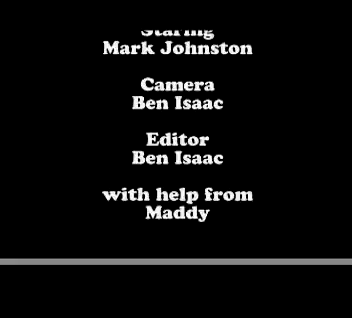 Mark Johnston
Camera
Ben Isaac
Editor
Ben Isaac
with help from
Maddy